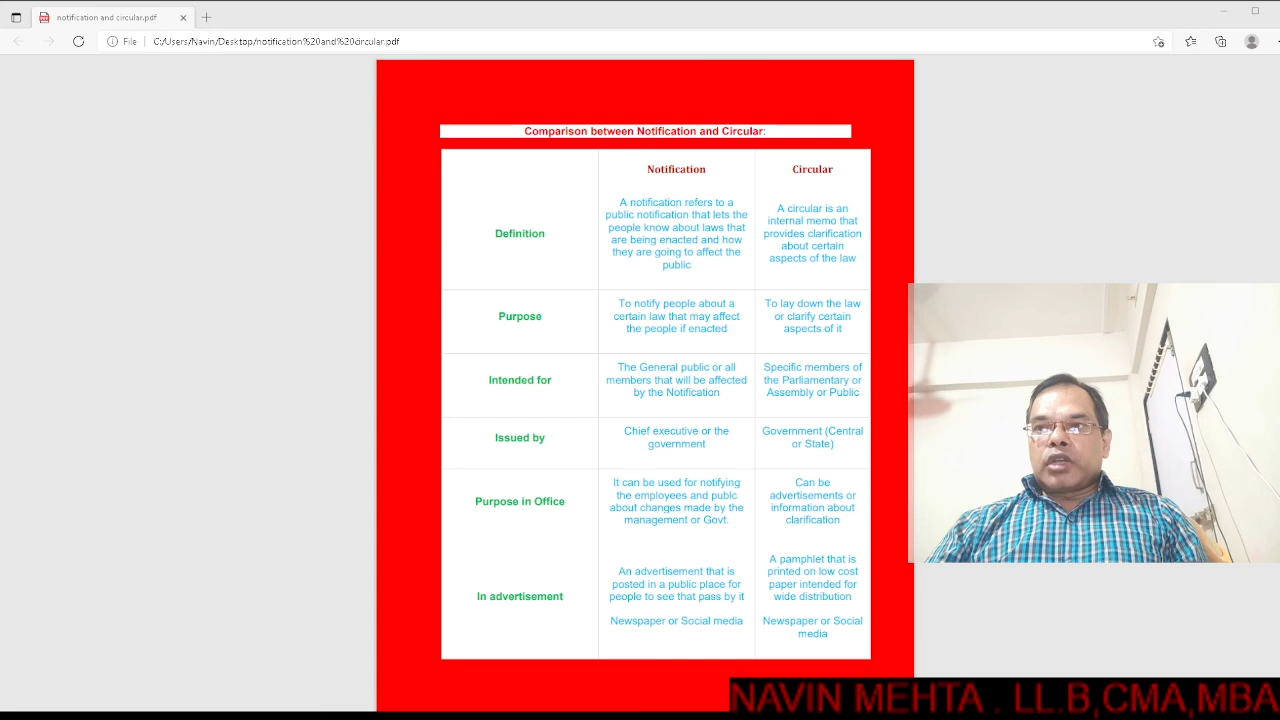 notification and circular.pdf
File
C:/Users/Navin/Desktop/notification%20and%20circular.pdf
Comparison between Notification and Circular:
Notification
Circular
Definition
A notification refers to a
public notification that lets the
people know about laws that
are being enacted and how
they are going to affect the
public
A circular is an
internal memo that
provides clarification
about certain
aspects of the law
Purpose
To notify people about a
certain law that may affect
the people if enacted
To lay down the law
or clarify certain
aspects of it
Intended for
The General public or all
members that will be affected
by the Notification
Specific members of
the Parliamentary or
Assembly or Public
Issued by
Chief executive or the
government
Government (Central
or State)
Purpose in Office
It can be used for notifying
the employees and publc
about changes made by the
management or Govt.
Can be
advertisements or
information about
clarification
In advertisement
An advertisement that is
posted in a public place for
people to see that pass by it
Newspaper or Social media
A pamphlet that is
printed on low cost
paper intended for
wide distribution
Newspaper or Social
media
NAVIN MEHTA . LL.B,CMA,MBA